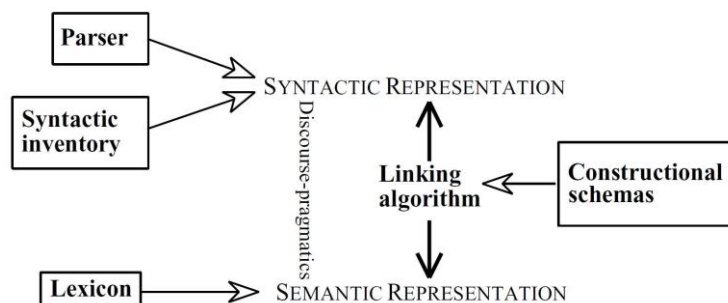 Parser
SYNTACTIC REPRESENTATION
Syntactic
inventory
Discourse-pragmatics
Linking
algorithm
Constructional
schemas
Lexicon
SEMANTIC REPRESENTATION